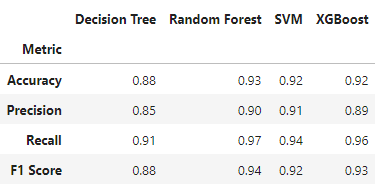 Decision Tree Random Forest SVM XGBoost
Metric
Accuracy 0.88 0.93 0.92 0.92
Precision 0.85 0.90 0.91 0.89
Recall 0.91 0.97 0.94 0.96
F1 Score 0.88 0.94 0.92 0.93